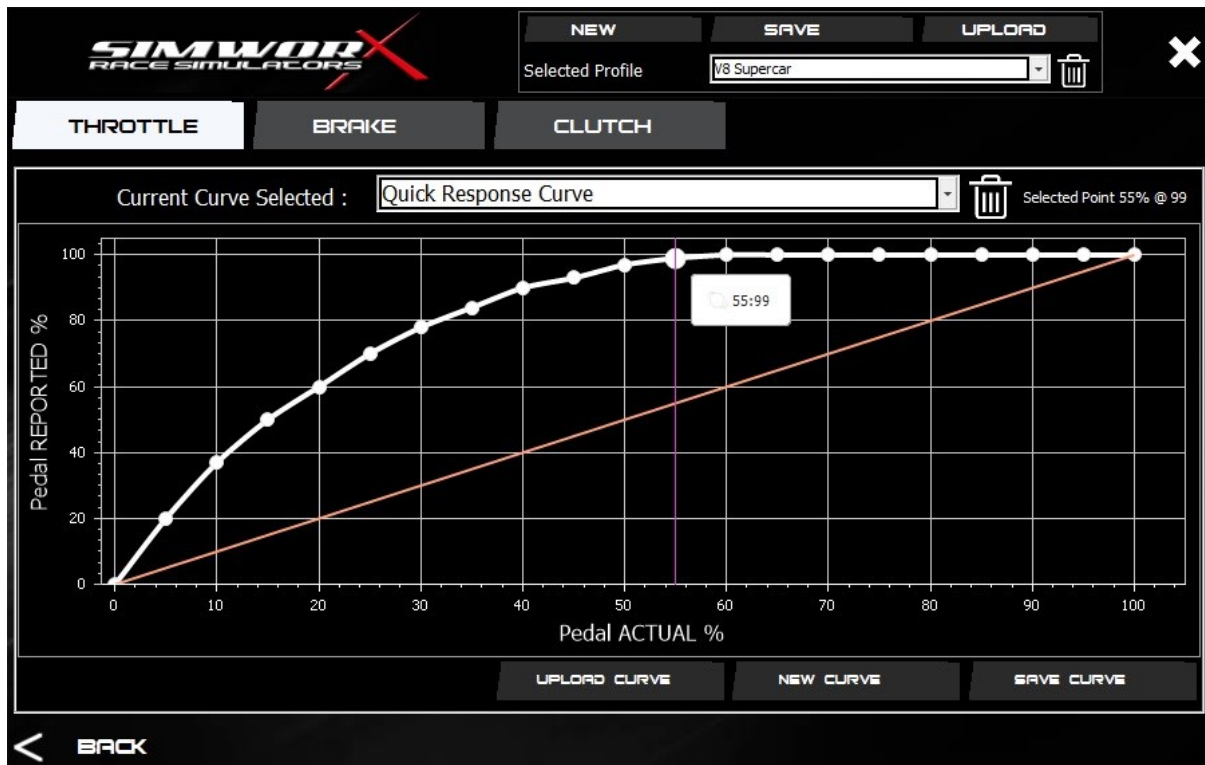 SIMWORX
RACE SIMULATORS
NEW SAVE UPLOAD
Selected Profile V8 Supercar
THROTTLE BRAKE CLUTCH
Current Curve Selected : Quick Response Curve Selected Point 55% @ 99
Pedal REPORTED %
100
80
60
40
20
0
55:99
0 10 20 30 40 50 60 70 80 90 100
Pedal ACTUAL %
UPLOAD CURVE NEW CURVE SAVE CURVE
< BACK